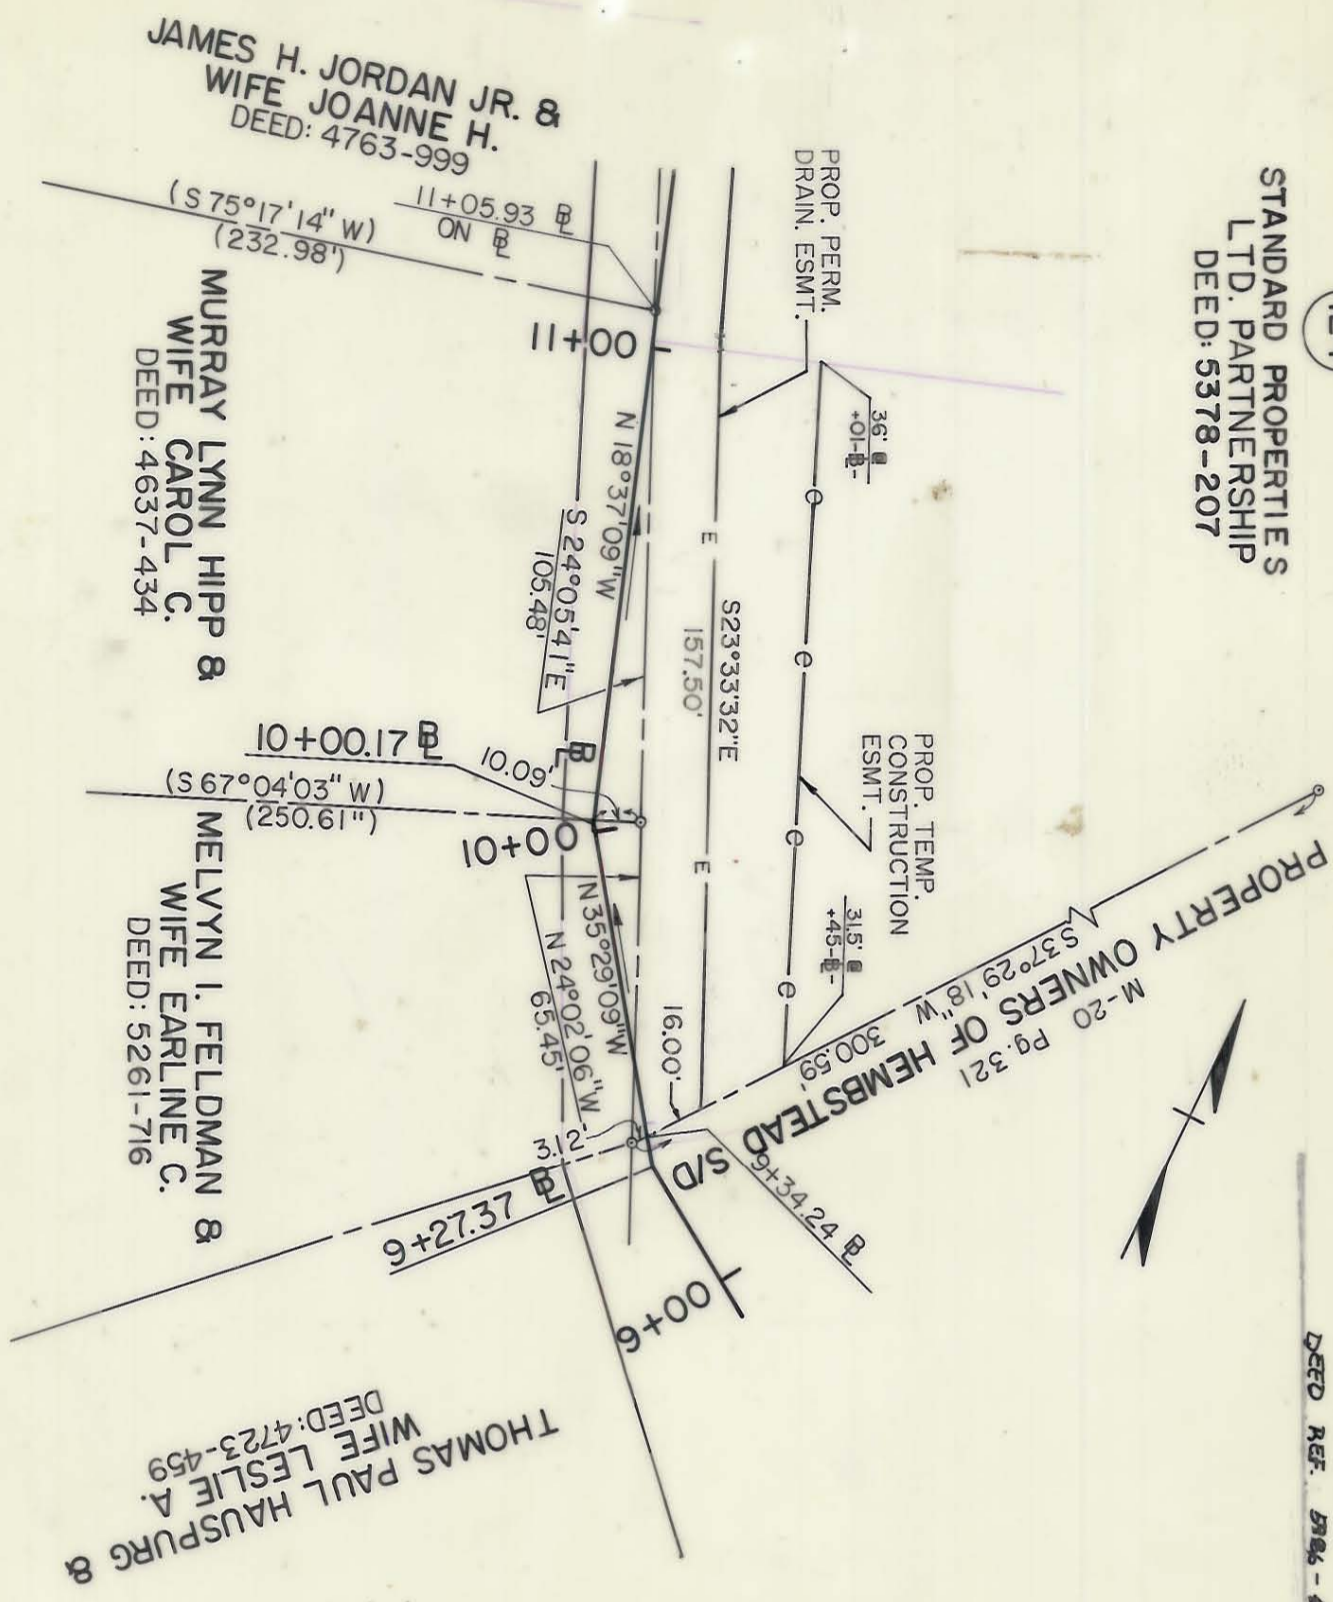 JAMES H. JORDAN JR. &
WIFE JOANNE H.
DEED: 4763-999
(S 75°17'14" W)
(232.98')
11+05.93 BL
ON BL
11+00
MURRAY LYNN HIPP &
WIFE CAROL C.
DEED: 4637-434
N 18°37'09"W
S 24°05'41"E
105.48'
PROP. PERM.
DRAIN. ESMT.
36' @
+01-BL-
STANDARD PROPERTIES
LTD. PARTNERSHIP
DEED: 5378-207
E
S23°33'32"E
157.50'
E
e
e
e
e
PROP. TEMP.
CONSTRUCTION
ESMT.
31.5' @
+45-BL-
10+00.17 BL
10.09'
BL
(S 67°04'03" W)
(250.61")
10+00
MELVYN I. FELDMAN &
WIFE EARLINE C.
DEED: 5261-716
N 35°29'09"W
N 24°02'06"W
65.45'
16.00'
3.12'
S37°29'18"W
300.59'
PROPERTY OWNERS OF HEMBSTEAD
S/D
M-20 Pg. 321
9+34.24 BL
9+27.37 BL
9+00
THOMAS PAUL HAUSPURG &
WIFE LESLIE A.
DEED: 4723-459
DEED REF.